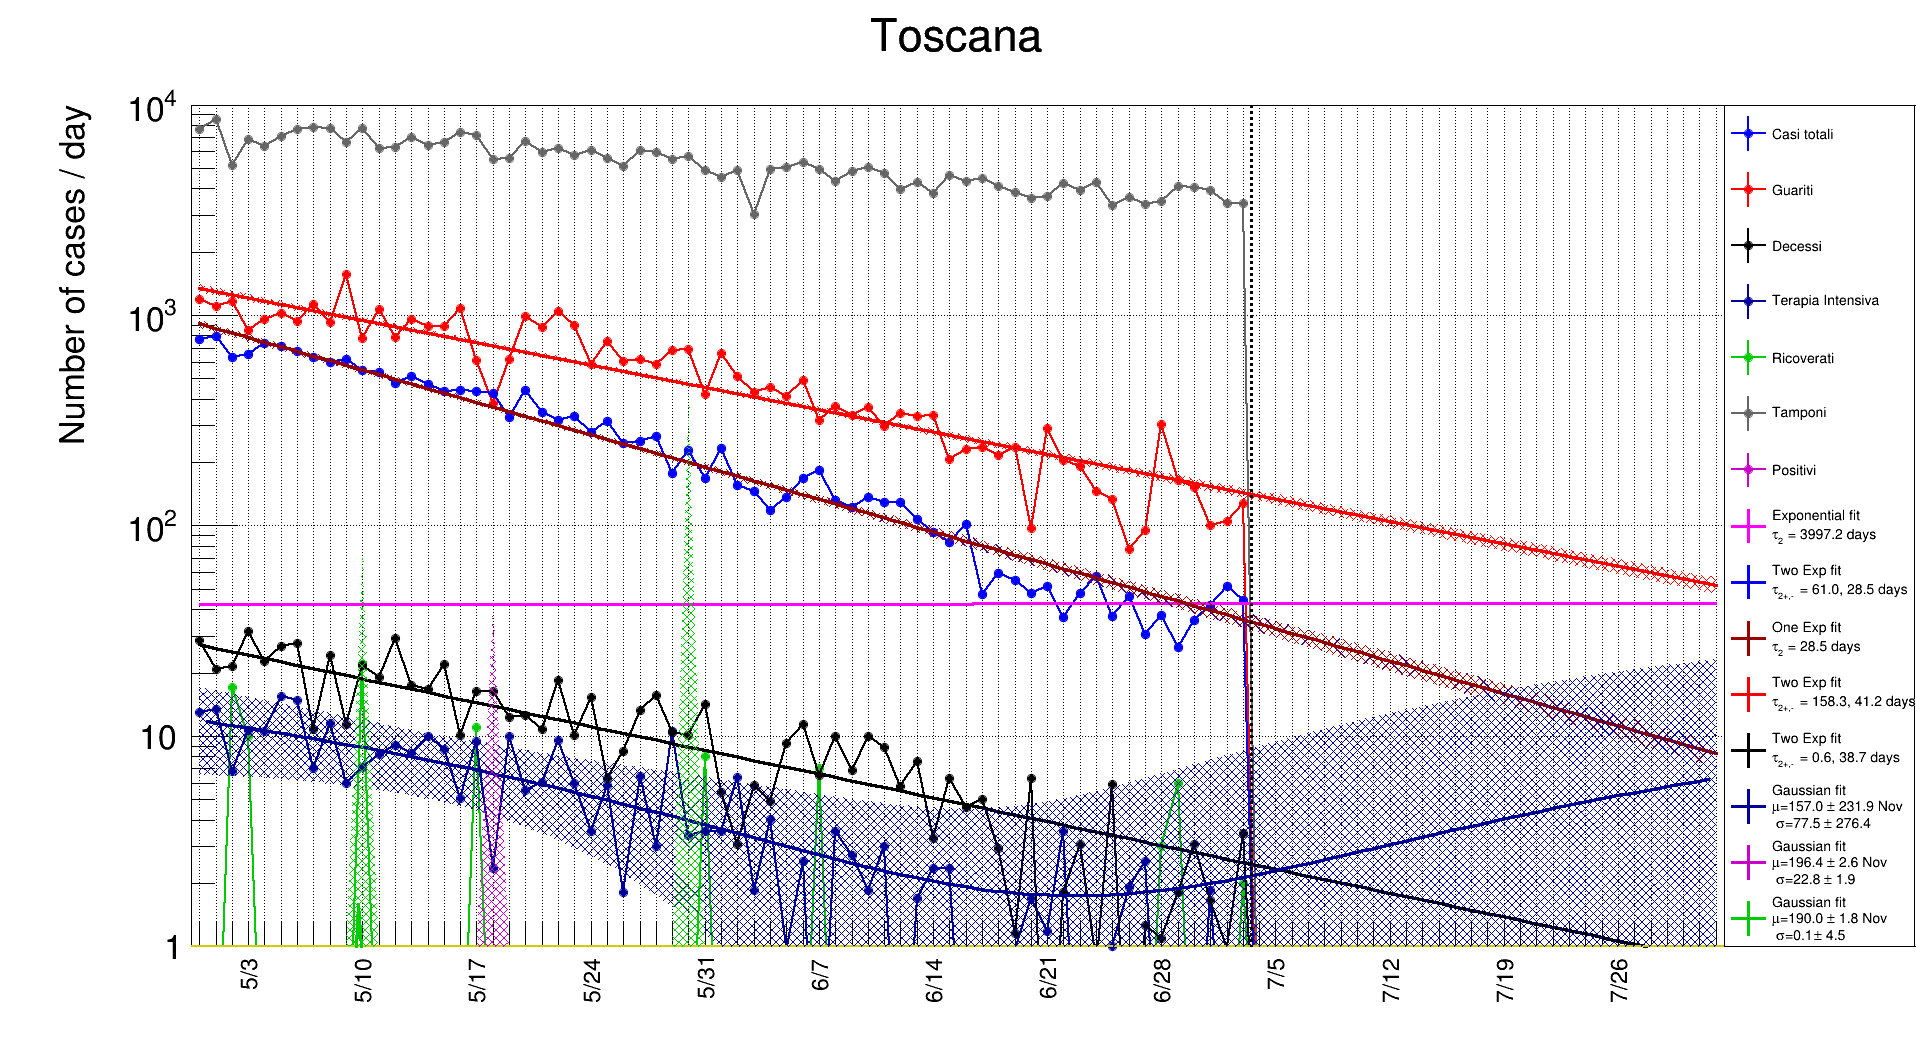 Toscana
Number of cases / day
10^4
10^3
10^2
10
1
5/3
5/10
5/17
5/24
5/31
6/7
6/14
6/21
6/28
7/5
7/12
7/19
7/26
Casi totali
Guariti
Decessi
Terapia Intensiva
Ricoverati
Tamponi
Positivi
Exponential fit
τ2 = 3997.2 days
Two Exp fit
τ2+,- = 61.0, 28.5 days
One Exp fit
τ2 = 28.5 days
Two Exp fit
τ2+,- = 158.3, 41.2 days
Two Exp fit
τ2+,- = 0.6, 38.7 days
Gaussian fit
μ=157.0 ± 231.9 Nov
σ=77.5 ± 276.4
Gaussian fit
μ=196.4 ± 2.6 Nov
σ=22.8 ± 1.9
Gaussian fit
μ=190.0 ± 1.8 Nov
σ=0.1 ± 4.5